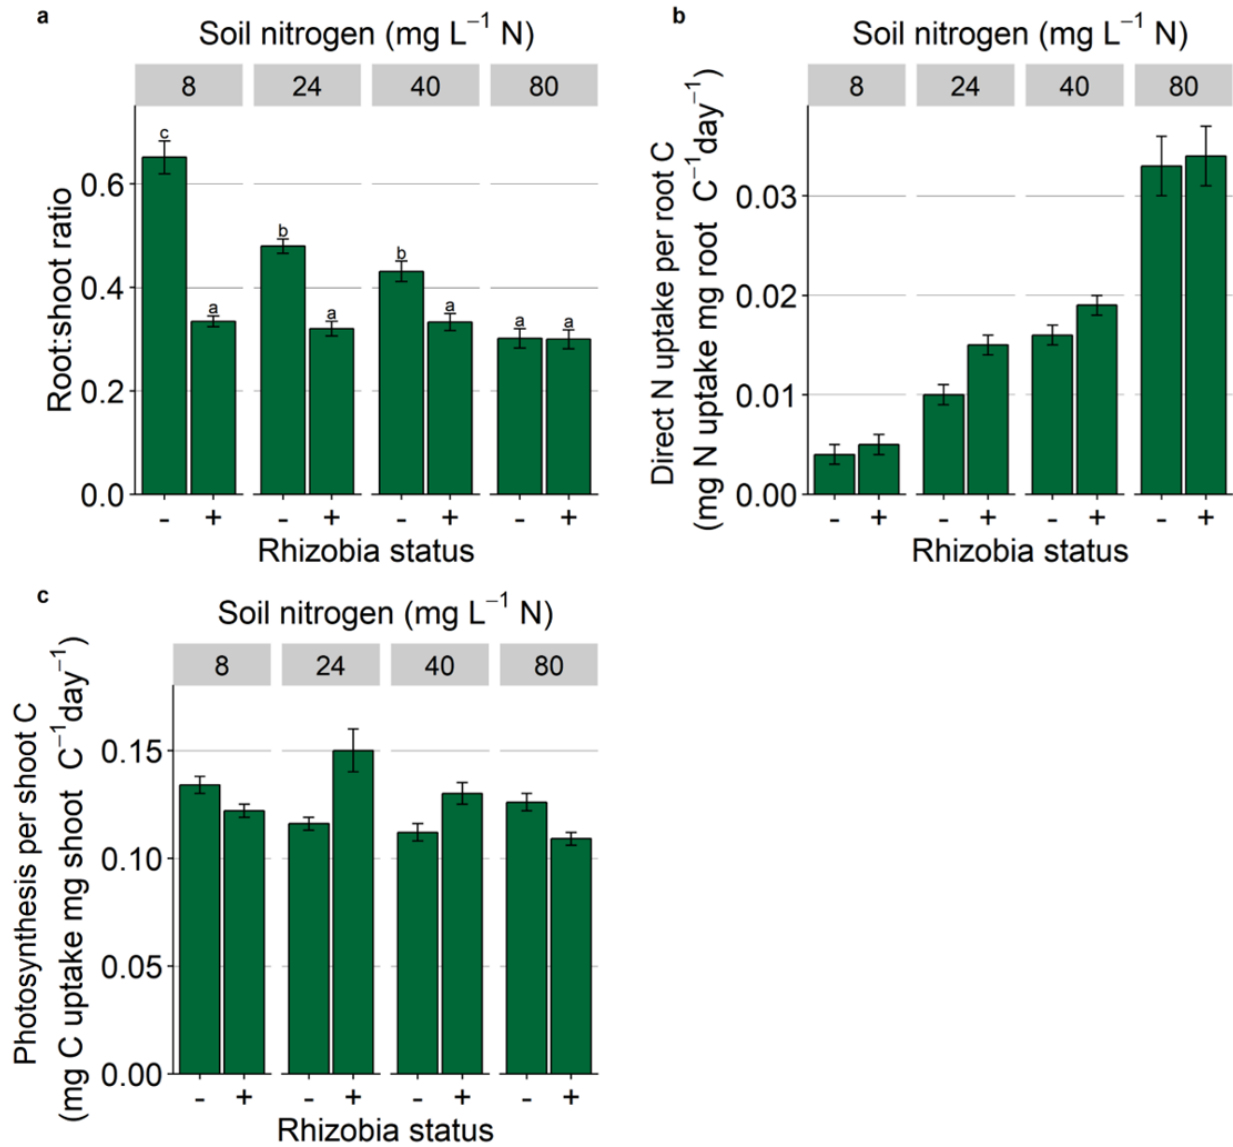 a
Soil nitrogen (mg L⁻¹ N)
8 24 40 80
Root:shoot ratio
0.6
0.4
0.2
0.0
c a b a b a a a
- + - + - + - +
Rhizobia status
b
Soil nitrogen (mg L⁻¹ N)
8 24 40 80
Direct N uptake per root C
(mg N uptake mg root C⁻¹day⁻¹)
0.03
0.02
0.01
0.00
- + - + - + - +
Rhizobia status
c
Soil nitrogen (mg L⁻¹ N)
8 24 40 80
Photosynthesis per shoot C
(mg C uptake mg shoot C⁻¹day⁻¹)
0.15
0.10
0.05
0.00
- + - + - + - +
Rhizobia status